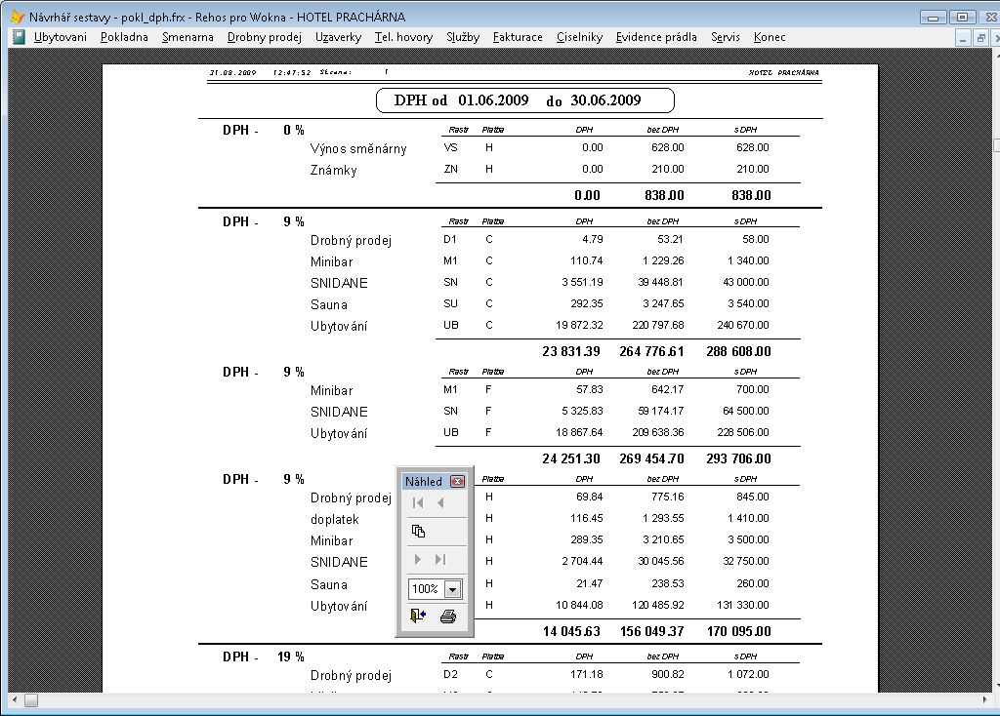 Návrhář sestavy - pokl_dph.frx - Rehos pro Wokna - HOTEL PRACHÁRNA
Ubytovani Pokladna Smenarna Drobny prodej Uzaverky Tel. hovory Služby Fakturace Ciselniky Evidence prádla Servis Konec
31.08.2009 12:47:52 Strana: 1 HOTEL PRACHÁRNA
DPH od 01.06.2009 do 30.06.2009
DPH - 0 % Rastr Platba DPH bez DPH s DPH
Výnos směnárny VS H 0.00 628.00 628.00
Známky ZN H 0.00 210.00 210.00
0.00 838.00 838.00
DPH - 9 % Rastr Platba DPH bez DPH s DPH
Drobný prodej D1 C 4.79 53.21 58.00
Minibar M1 C 110.74 1 229.26 1 340.00
SNIDANE SN C 3 551.19 39 448.81 43 000.00
Sauna SU C 292.35 3 247.65 3 540.00
Ubytování UB C 19 872.32 220 797.68 240 670.00
23 831.39 264 776.61 288 608.00
DPH - 9 % Rastr Platba DPH bez DPH s DPH
Minibar M1 F 57.83 642.17 700.00
SNIDANE SN F 5 325.83 59 174.17 64 500.00
Ubytování UB F 18 867.64 209 638.36 228 506.00
24 251.30 269 454.70 293 706.00
DPH - 9 % Platba DPH bez DPH s DPH
Drobný prodej H 69.84 775.16 845.00
doplatek H 116.45 1 293.55 1 410.00
Minibar H 289.35 3 210.65 3 500.00
SNIDANE H 2 704.44 30 045.56 32 750.00
Sauna H 21.47 238.53 260.00
Ubytování H 10 844.08 120 485.92 131 330.00
14 045.63 156 049.37 170 095.00
Náhled
100%
DPH - 19 % Rastr Platba DPH bez DPH s DPH
Drobný prodej D2 C 171.18 900.82 1 072.00